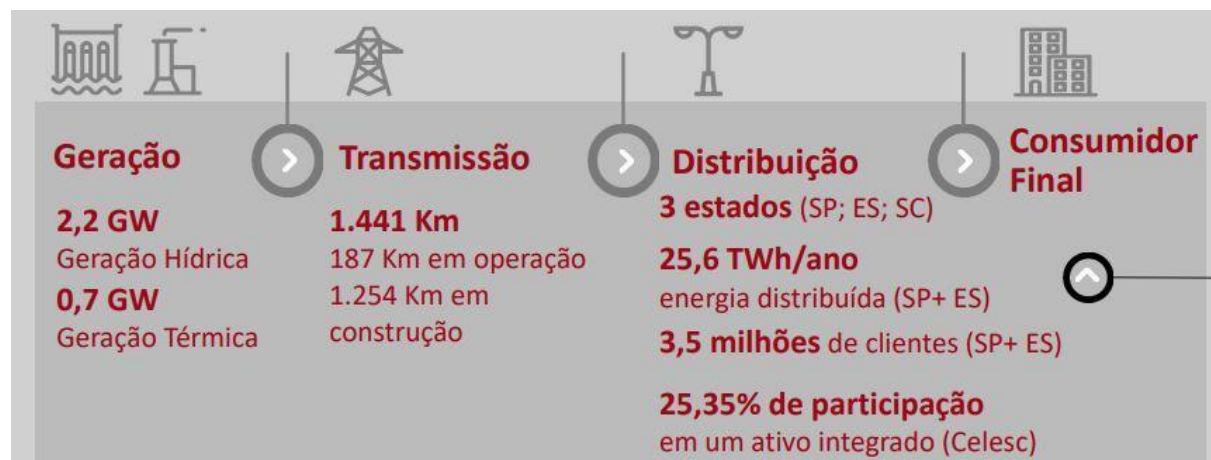 Geração
2,2 GW
Geração Hídrica
0,7 GW
Geração Térmica
Transmissão
1.441 Km
187 Km em operação
1.254 Km em
construção
Distribuição
3 estados (SP; ES; SC)
25,6 TWh/ano
energia distribuída (SP+ ES)
3,5 milhões de clientes (SP+ ES)
25,35% de participação
em um ativo integrado (Celesc)
Consumidor
Final